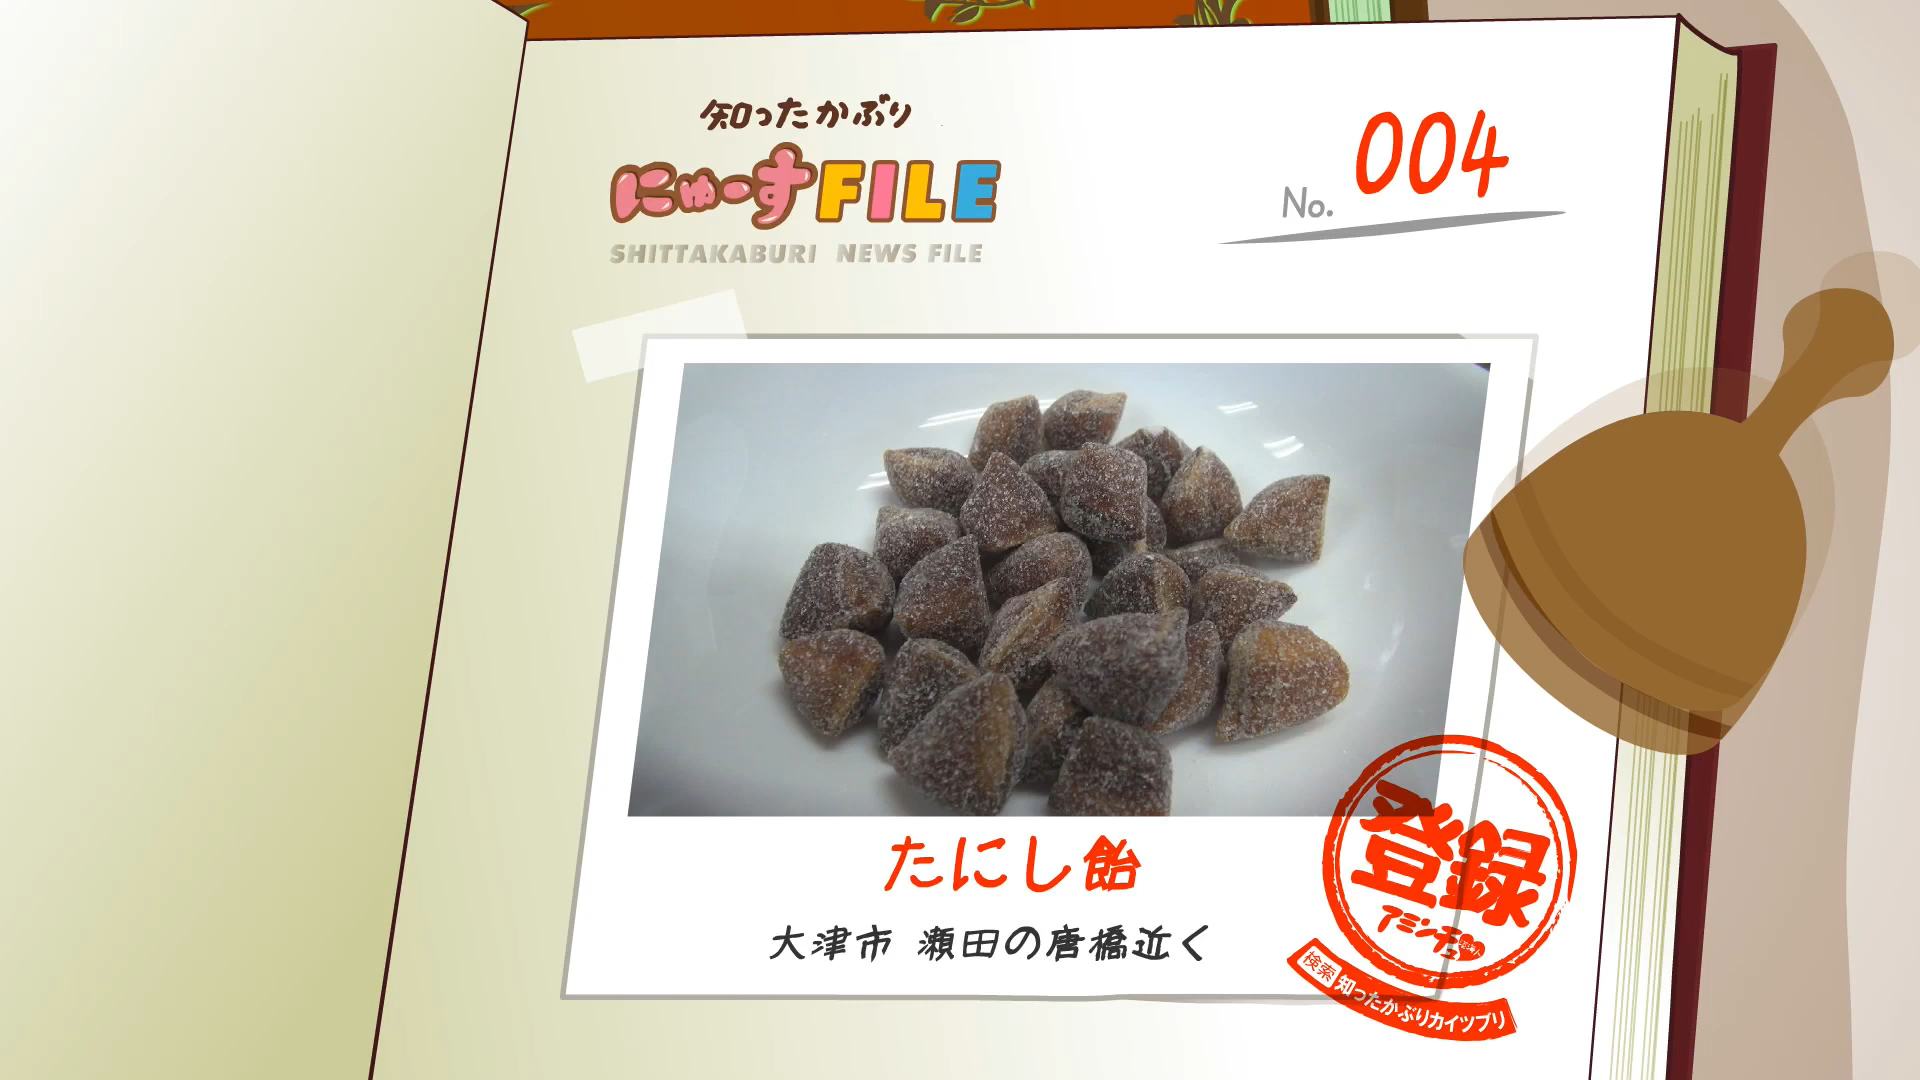 知ったかぶり
にゅーすFILE
SHITTAKABURI NEWS FILE
No. 004
たにし飴
大津市 瀬田の唐橋近く
登録
アミンチュ
検索 知ったかぶりカイツブリ